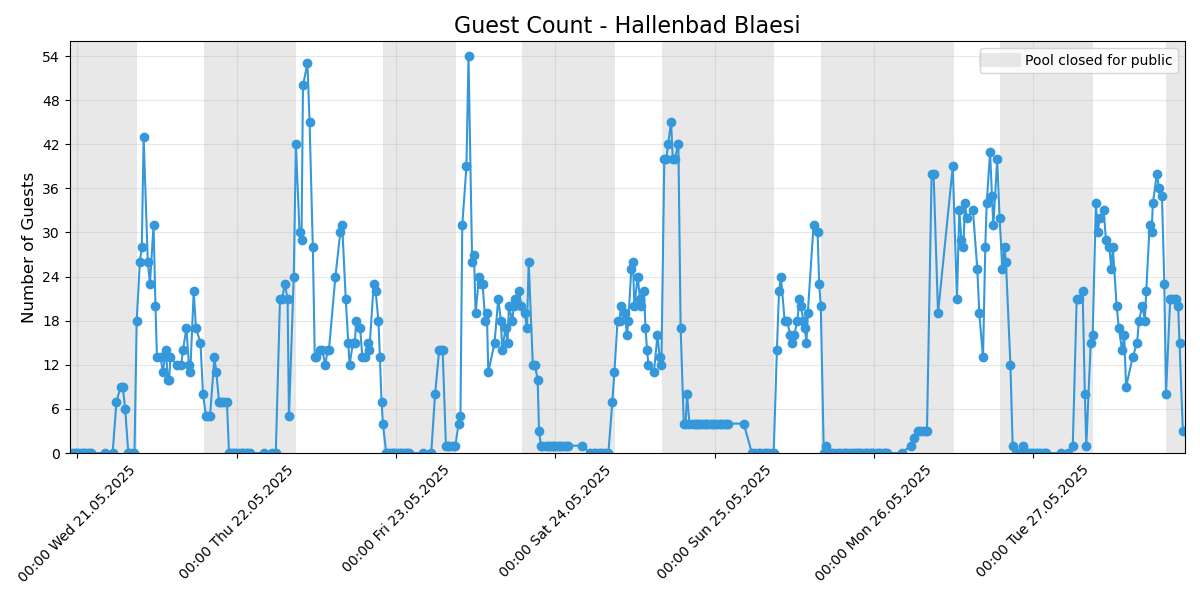 Guest Count - Hallenbad Blaesi
Pool closed for public
Number of Guests
54
48
42
36
30
24
18
12
6
0
00:00 Wed 21.05.2025
00:00 Thu 22.05.2025
00:00 Fri 23.05.2025
00:00 Sat 24.05.2025
00:00 Sun 25.05.2025
00:00 Mon 26.05.2025
00:00 Tue 27.05.2025